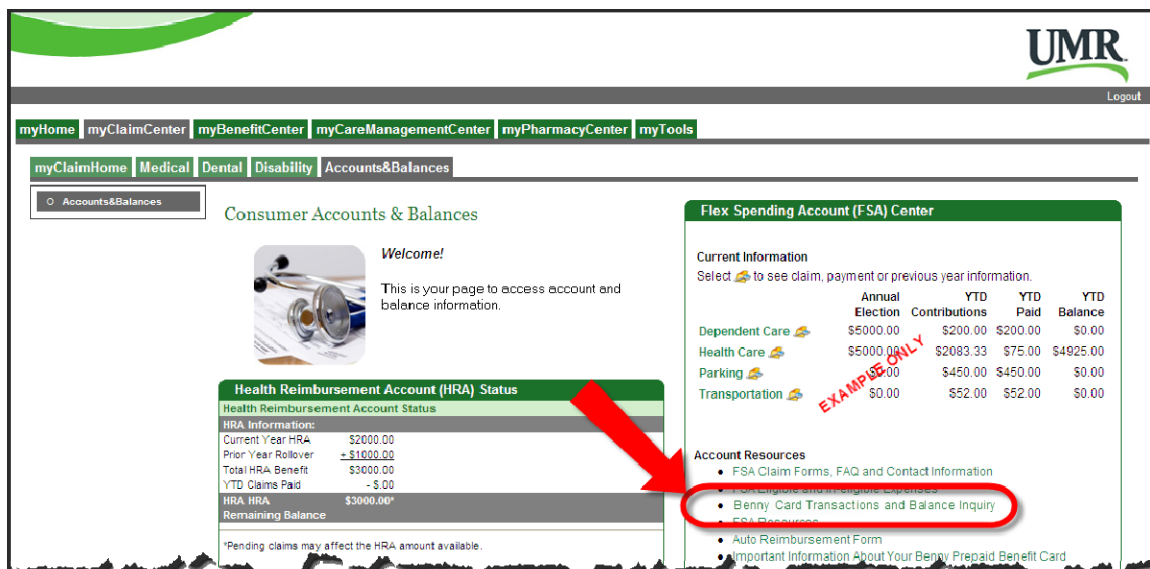 UMR
Logout
myHome myClaimCenter myBenefitCenter myCareManagementCenter myPharmacyCenter myTools
myClaimHome Medical Dental Disability Accounts&Balances
Accounts&Balances
Consumer Accounts & Balances
Welcome!
This is your page to access account and
balance information.
Health Reimbursement Account (HRA) Status
Health Reimbursement Account Status
HRA Information:
Current Year HRA $2000.00
Prior Year Rollover + $1000.00
Total HRA Benefit $3000.00
YTD Claims Paid - $.00
HRA HRA $3000.00*
Remaining Balance
*Pending claims may affect the HRA amount available.
Flex Spending Account (FSA) Center
Current Information
Select to see claim, payment or previous year information.
Annual YTD YTD YTD
Election Contributions Paid Balance
Dependent Care $5000.00 $200.00 $200.00 $0.00
Health Care $5000.00 $2083.33 $75.00 $4925.00
Parking $0.00 $450.00 $450.00 $0.00
Transportation $0.00 $52.00 $52.00 $0.00
EXAMPLE ONLY
Account Resources
FSA Claim Forms, FAQ and Contact Information
FSA Eligible and In-eligible Expenses
Benny Card Transactions and Balance Inquiry
FSA Resources
Auto Reimbursement Form
Important Information About Your Benny Prepaid Benefit Card